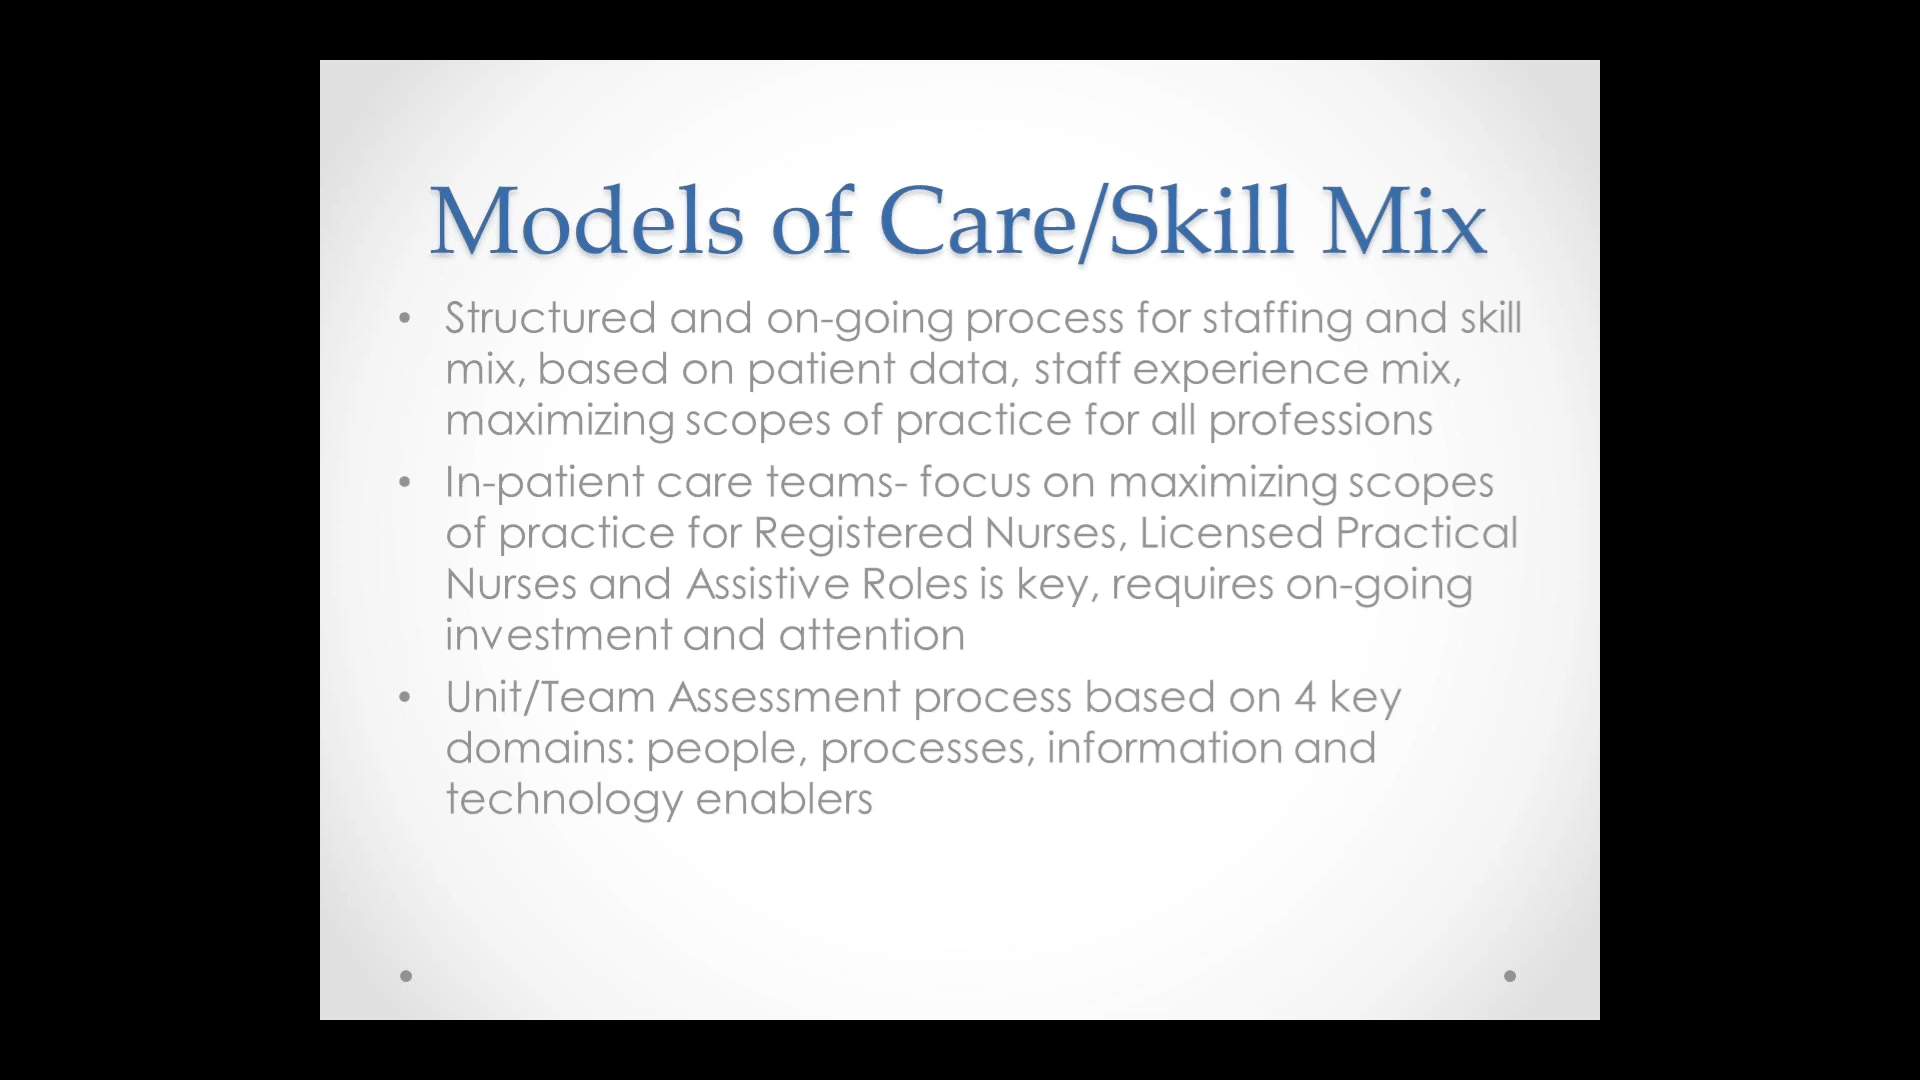 Models of Care/Skill Mix
• Structured and on-going process for staffing and skill
mix, based on patient data, staff experience mix,
maximizing scopes of practice for all professions
• In-patient care teams- focus on maximizing scopes
of practice for Registered Nurses, Licensed Practical
Nurses and Assistive Roles is key, requires on-going
investment and attention
• Unit/Team Assessment process based on 4 key
domains: people, processes, information and
technology enablers